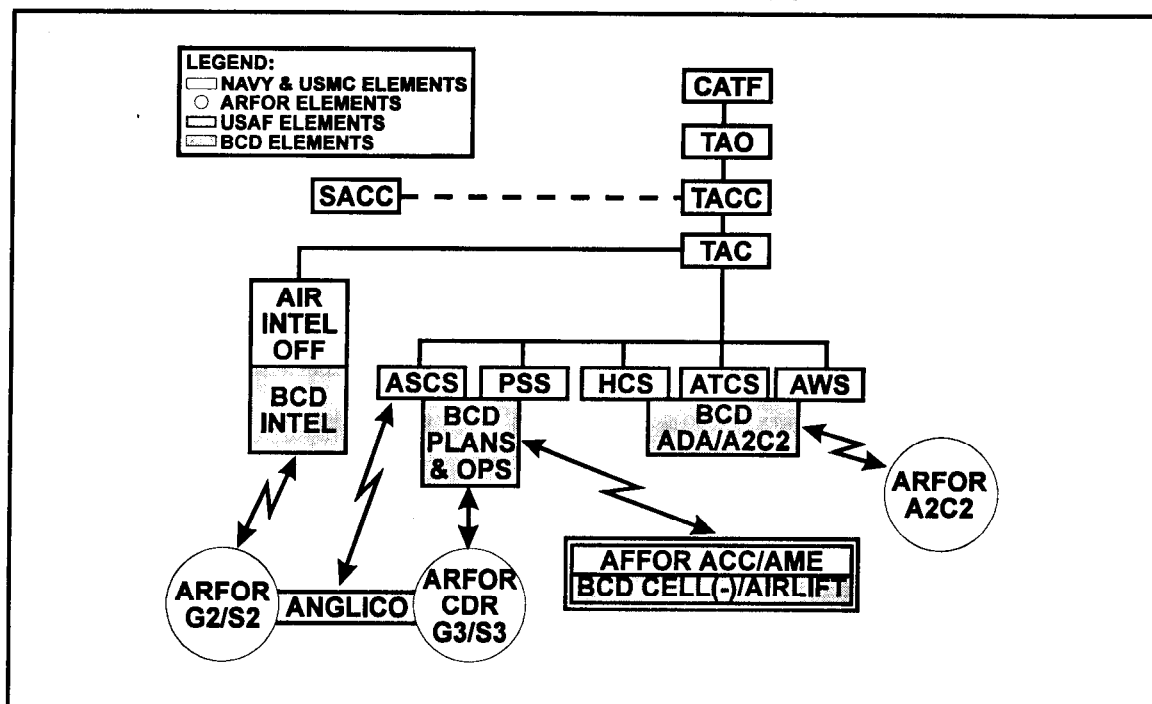 LEGEND:
NAVY & USMC ELEMENTS
ARFOR ELEMENTS
USAF ELEMENTS
BCD ELEMENTS
CATF
TAO
SACC
TACC
TAC
AIR
INTEL
OFF
BCD
INTEL
ASCS
PSS
HCS
ATCS
AWS
BCD
PLANS
& OPS
BCD
ADA/A2C2
ARFOR
A2C2
ARFOR
G2/S2
ANGLICO
ARFOR
CDR
G3/S3
AFFOR ACC/AME
BCD CELL(-)/AIRLIFT